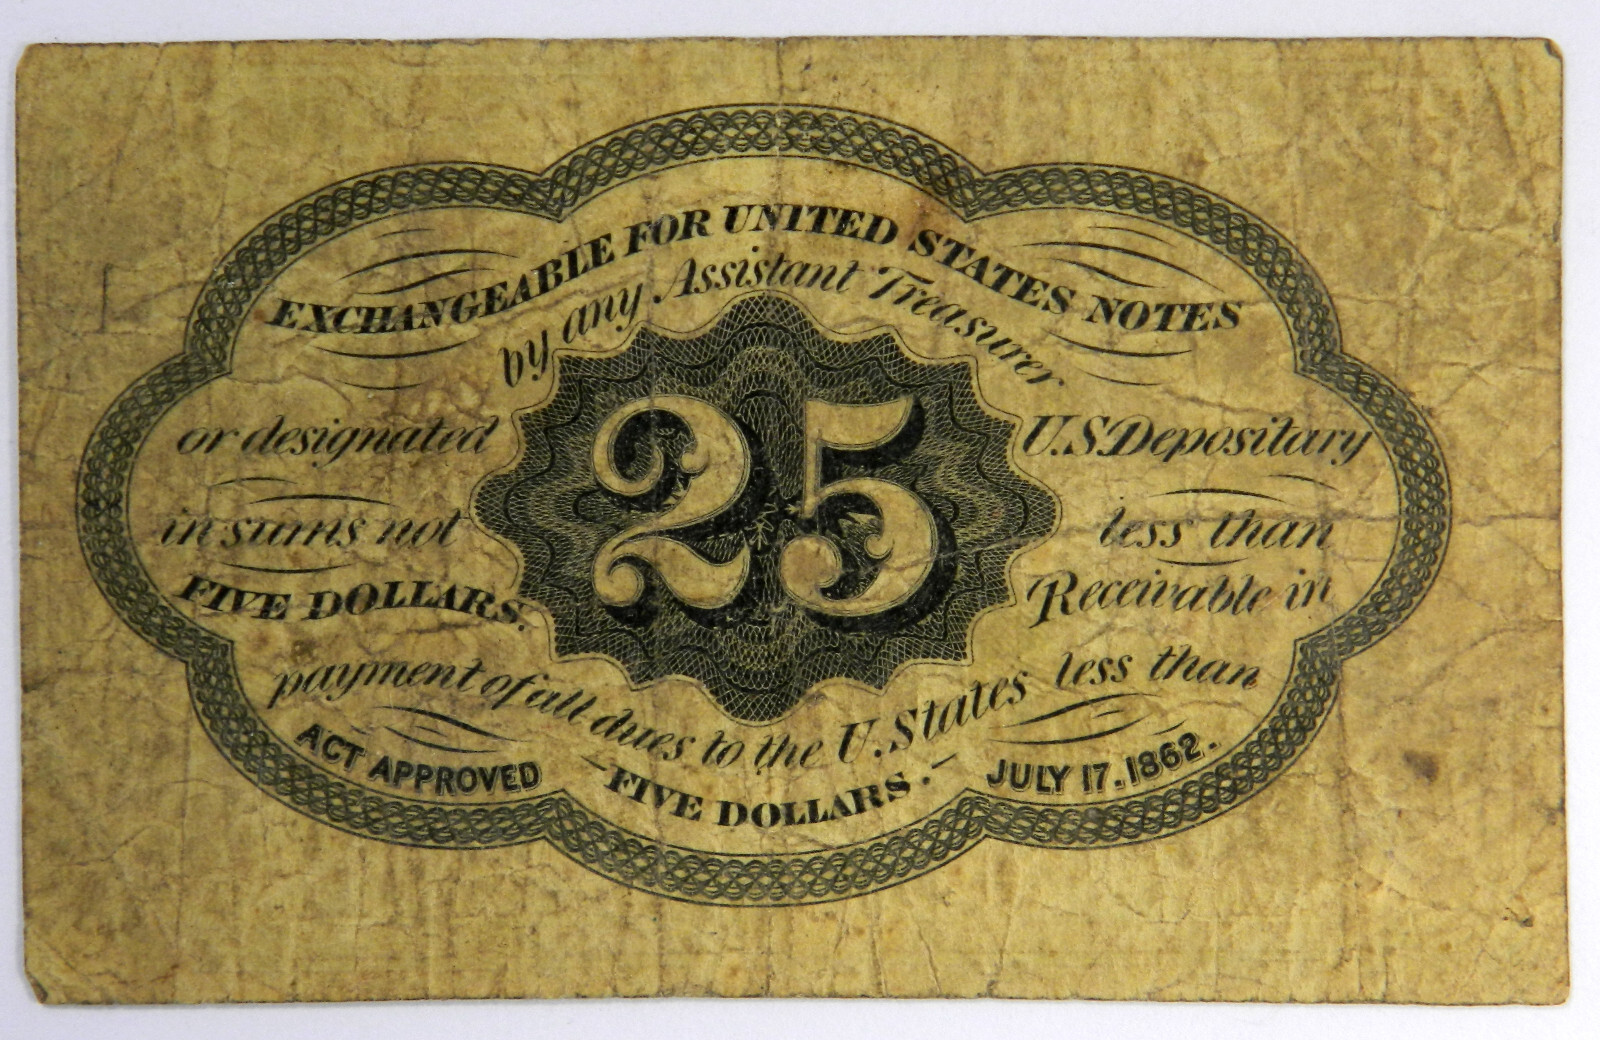 EXCHANGEABLE FOR UNITED STATES NOTES
by any Assistant Treasurer
or designated U.S. Depositary
in sums not less than
FIVE DOLLARS. Receivable in
payment of all dues to the U. States less than
FIVE DOLLARS.
ACT APPROVED JULY 17. 1862.
25